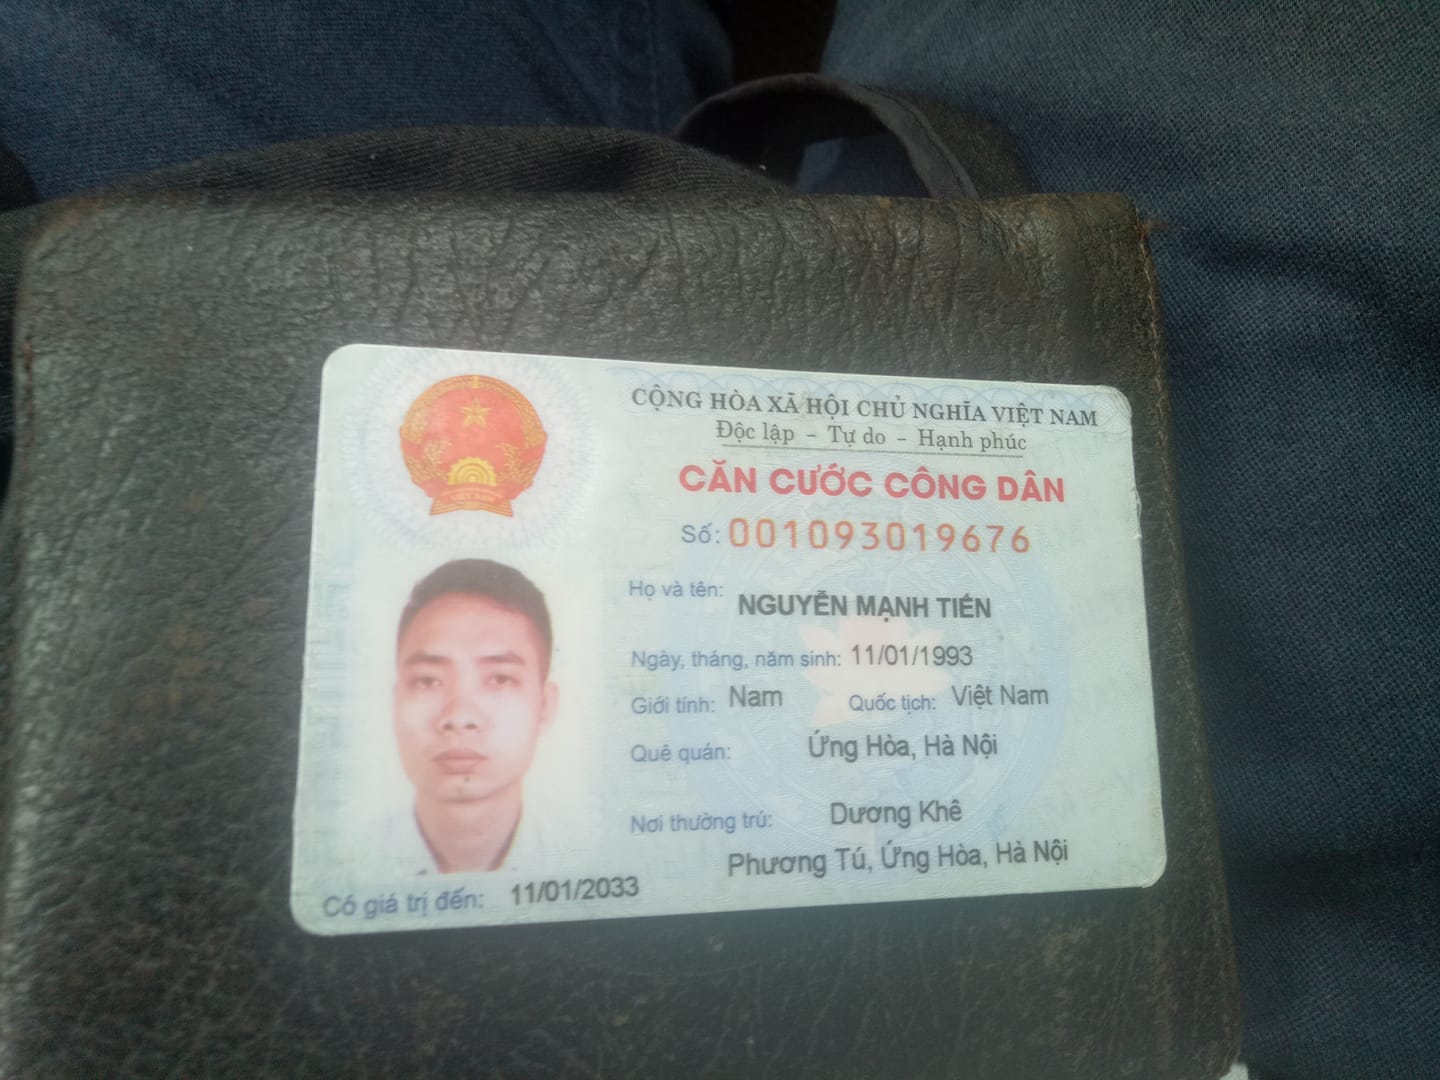 CỘNG HÒA XÃ HỘI CHỦ NGHĨA VIỆT NAM
Độc lập - Tự do - Hạnh phúc
CĂN CƯỚC CÔNG DÂN
Số: 001093019676
Họ và tên: NGUYỄN MẠNH TIẾN
Ngày, tháng, năm sinh: 11/01/1993
Giới tính: Nam Quốc tịch: Việt Nam
Quê quán: Ứng Hòa, Hà Nội
Nơi thường trú: Dương Khê
Phương Tú, Ứng Hòa, Hà Nội
Có giá trị đến: 11/01/2033
VIỆT NAM